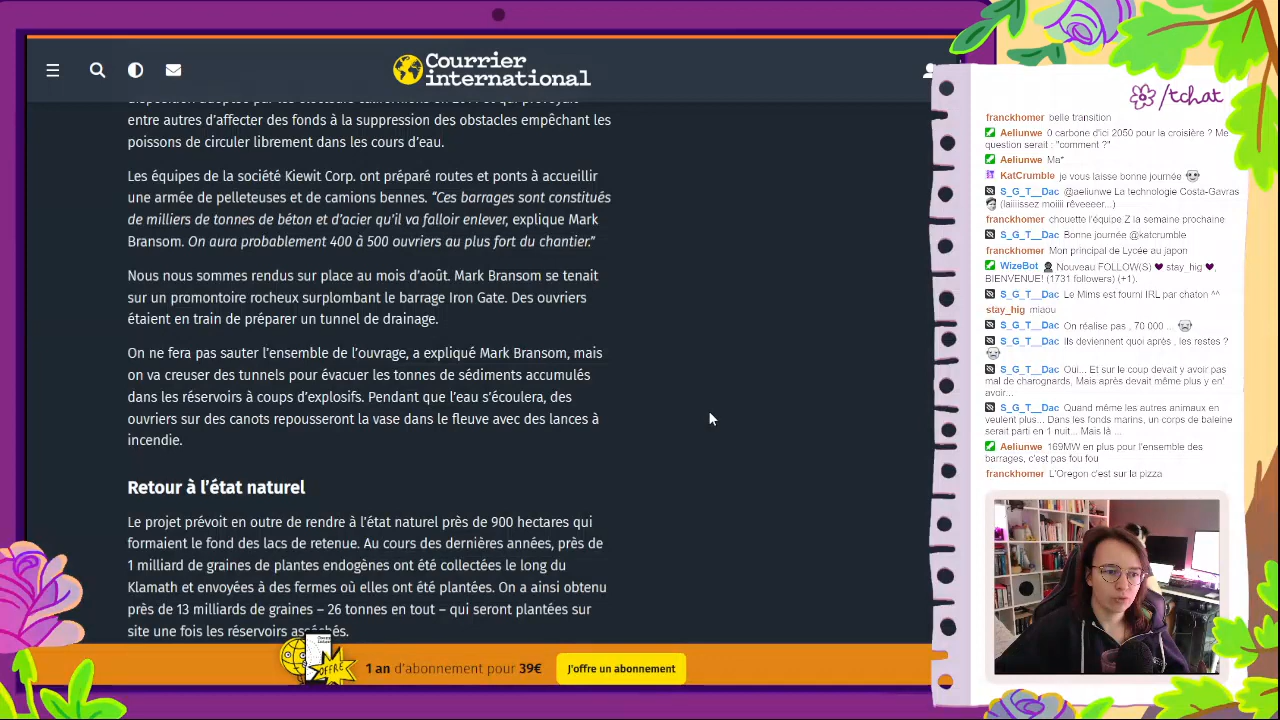 Courrier
international
entre autres d’affecter des fonds à la suppression des obstacles empêchant les
poissons de circuler librement dans les cours d’eau.
Les équipes de la société Kiewit Corp. ont préparé routes et ponts à accueillir
une armée de pelleteuses et de camions bennes. “Ces barrages sont constitués
de milliers de tonnes de béton et d’acier qu’il va falloir enlever, explique Mark
Bransom. On aura probablement 400 à 500 ouvriers au plus fort du chantier.”
Nous nous sommes rendus sur place au mois d’août. Mark Bransom se tenait
sur un promontoire rocheux surplombant le barrage Iron Gate. Des ouvriers
étaient en train de préparer un tunnel de drainage.
On ne fera pas sauter l’ensemble de l’ouvrage, a expliqué Mark Bransom, mais
on va creuser des tunnels pour évacuer les tonnes de sédiments accumulés
dans les réservoirs à coups d’explosifs. Pendant que l’eau s’écoulera, des
ouvriers sur des canots repousseront la vase dans le fleuve avec des lances à
incendie.
Retour à l’état naturel
Le projet prévoit en outre de rendre à l’état naturel près de 900 hectares qui
formaient le fond des lacs de retenue. Au cours des dernières années, près de
1 milliard de graines de plantes endogènes ont été collectées le long du
Klamath et envoyées à des fermes où elles ont été plantées. On a ainsi obtenu
près de 13 milliards de graines – 26 tonnes en tout – qui seront plantées sur
site une fois les réservoirs asséchés.
OFFRE
1 an d’abonnement pour 39€
J’offre un abonnement
/tchat
franckhomer belle transition
Aeliunwe 0 carbone d'ici 2050 pour la croisière ? Me
question serait : "comment ?"
Aeliunwe Ma*
KatCrumble je vous laisse bonne journée
S_G_T__Dac @aeliunwe La technologie Costa-Gavras
(laiiissez moiiii rêveeeer...)
franckhomer chouette l'équipe Z la semaine prochaine
S_G_T__Dac Bonne journée @katcrumble
franckhomer Mon principal de Lycée au japon
WizeBot Nouveau FOLLOW(S) ♥ stay_hig ♥,
BIENVENUE! (1731 followers) (+1).
S_G_T__Dac Le Mims est fourni IRL par chaton ^^
stay_hig miaou
S_G_T__Dac On réalise pas , 70 000 ...
S_G_T__Dac ils deviennent quoi après , les restes ?
S_G_T__Dac Oui... Et sur le coup devait y avoir pas
mal de charognards, Mais après devait même plus y en'
avoir...
S_G_T__Dac Quand même les autres animaux en
veulent plus... Dans les fonds marins, un corps de baleine
serait parti en 1 nuit... Mais là ...
Aeliunwe 169MW en plus pour l'ensemble des
barrages, c'est pas fou fou
franckhomer L'Oregon c'est sur la pizza